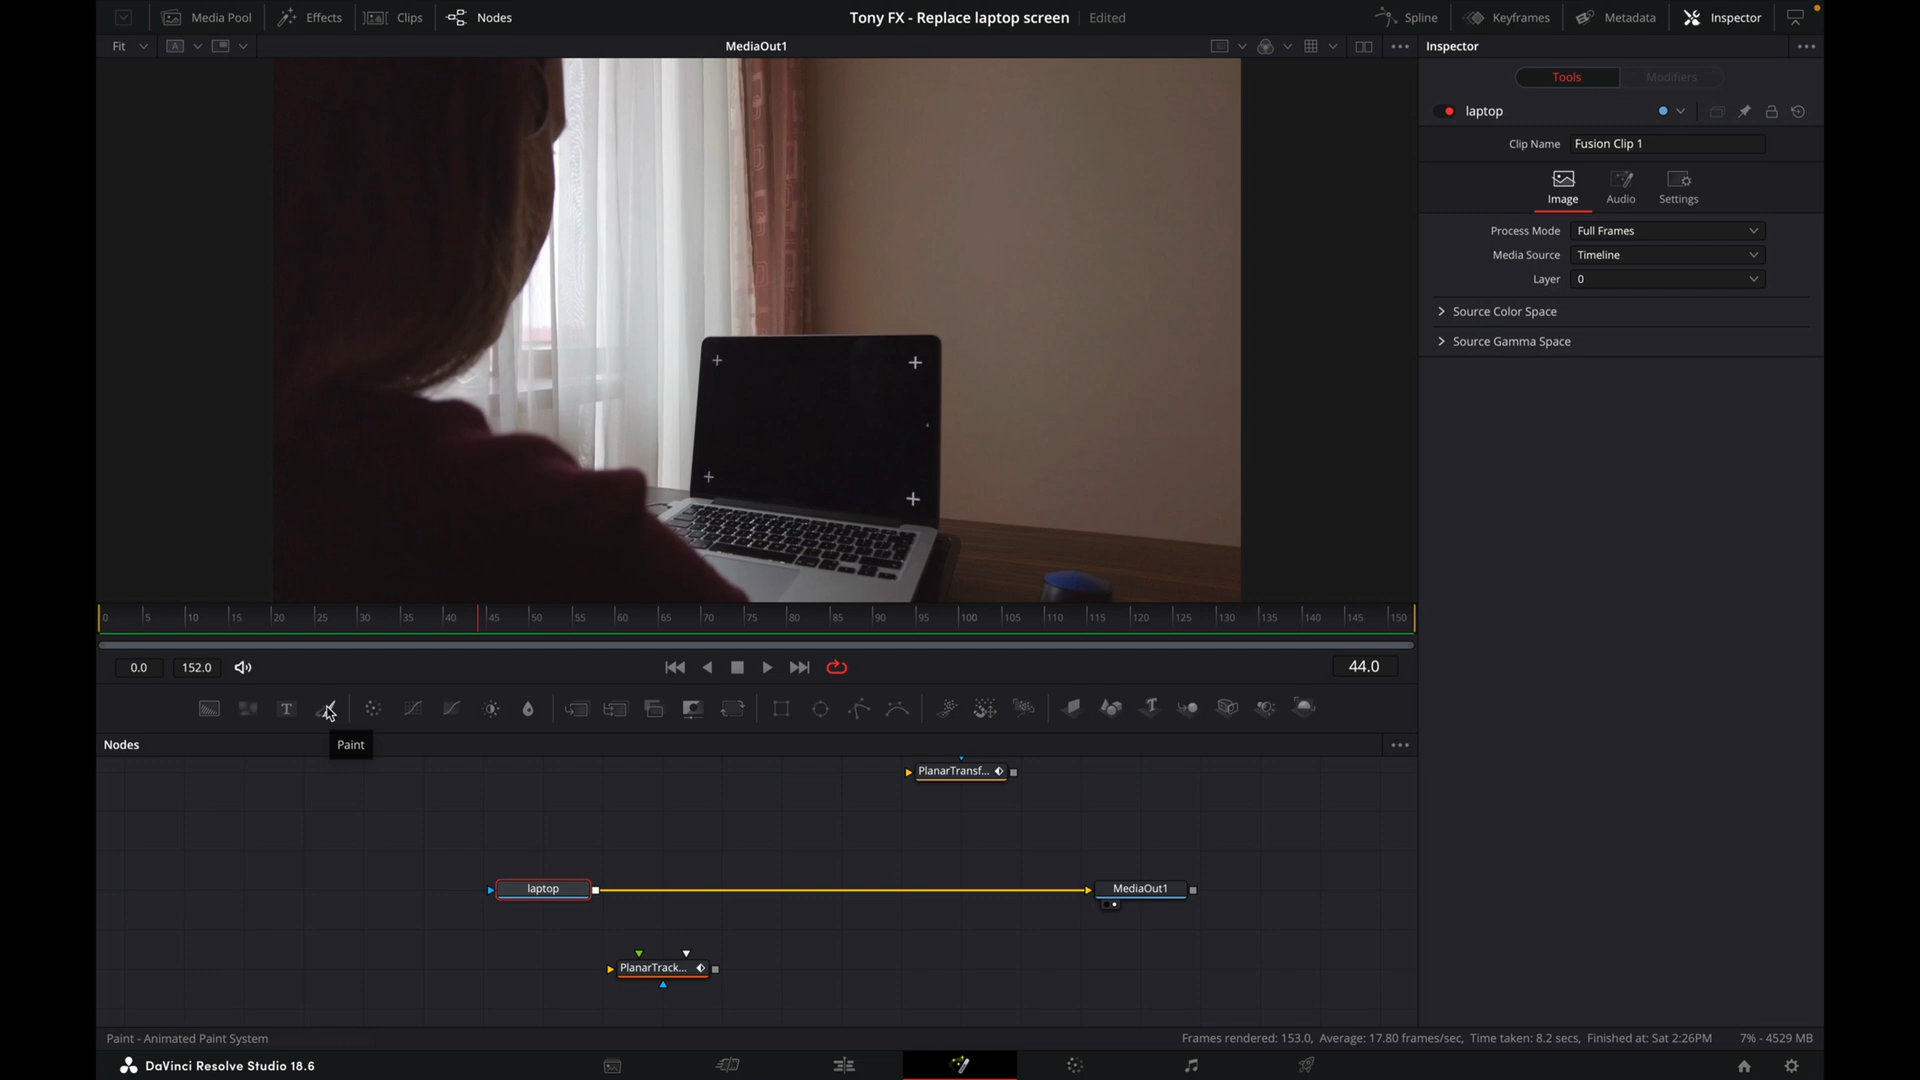 Media Pool
Effects
Clips
Nodes
Tony FX - Replace laptop screen
Edited
Spline
Keyframes
Metadata
Inspector
Fit
A
MediaOut1
Inspector
Tools
Modifiers
laptop
Clip Name
Fusion Clip 1
Image
Audio
Settings
Process Mode
Full Frames
Media Source
Timeline
Layer
0
Source Color Space
Source Gamma Space
0 5 10 15 20 25 30 35 40 45 50 55 60 65 70 75 80 85 90 95 100 105 110 115 120 125 130 135 140 145 150
0.0
152.0
44.0
T
Paint
Nodes
PlanarTransf...
laptop
MediaOut1
PlanarTrack...
Paint - Animated Paint System
Frames rendered: 153.0, Average: 17.80 frames/sec, Time taken: 8.2 secs, Finished at: Sat 2:26PM
7% - 4529 MB
DaVinci Resolve Studio 18.6